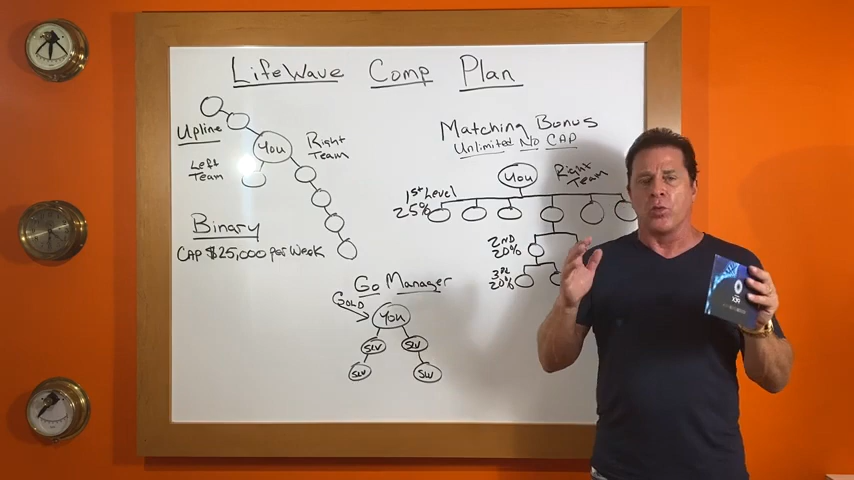 LifeWave Comp Plan
Upline
You
Right
Team
Left
Team
Binary
CAP $25,000 per Week
Matching Bonus
Unlimited No CAP
You
Right
Team
1st Level
25%
2ND
20%
3RD
20%
Go Manager
GOLD
You
SLV
SLV
SLV
SLV
X39